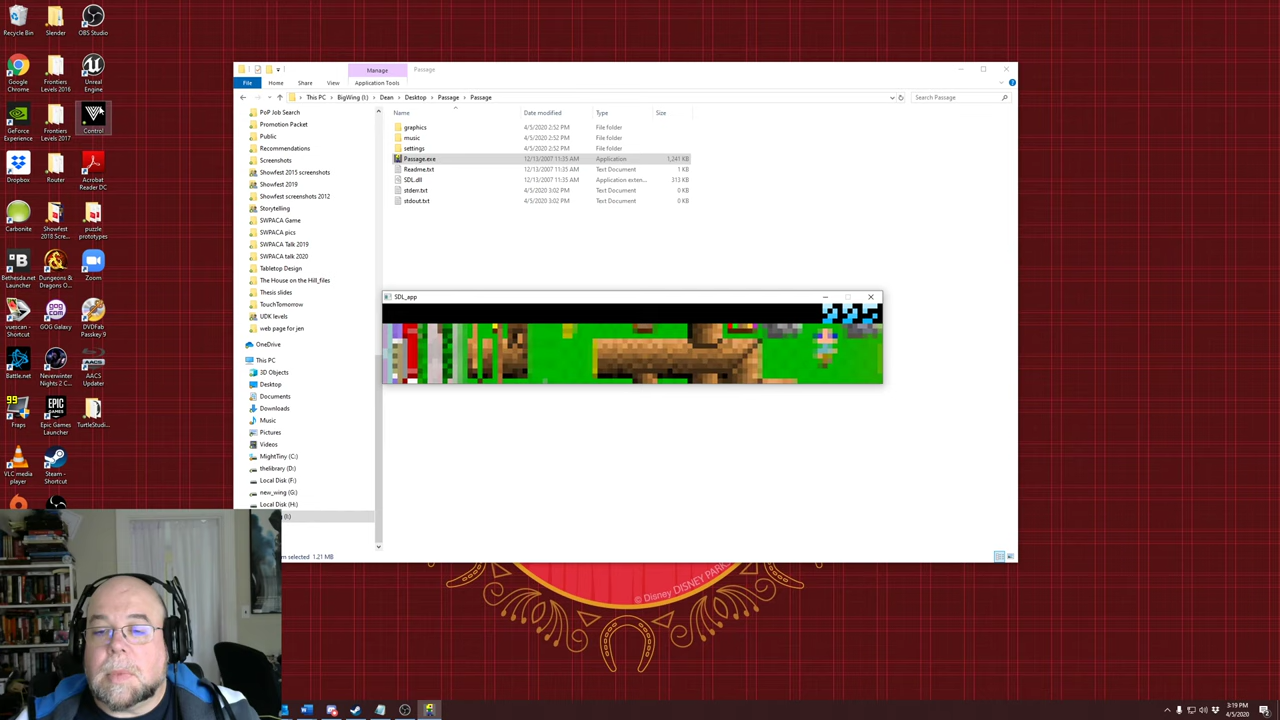 Recycle Bin
Slender
OBS Studio
Google
Chrome
Frontiers
Levels 2016
Unreal
Engine
GeForce
Experience
Frontiers
Levels 2017
Control
Dropbox
Router
Acrobat
Reader DC
Carbonite
Showfest
2018 Scre...
puzzle
prototypes
Bethesda.net
Launcher
Dungeons &
Dragons O...
Zoom
vuescan -
Shortcut
GOG Galaxy
DVDFab
Passkey 9
Battle.net
Neverwinter
Nights 2 C...
AACS
Updater
99
Fraps
Epic Games
Launcher
TurtleStudi...
VLC media
player
Steam -
Shortcut
Manage
Passage
File
Home
Share
View
Application Tools
This PC
BigWing (I:)
Dean
Desktop
Passage
Passage
Search Passage
PoP Job Search
Promotion Packet
Public
Recommendations
Screenshots
Showfest 2015 screenshots
Showfest 2019
Showfest screenshots 2012
Storytelling
SWPACA Game
SWPACA pics
SWPACA Talk 2019
SWPACA talk 2020
Tabletop Design
The House on the Hill_files
Thesis slides
TouchTomorrow
UDK levels
web page for jen
OneDrive
This PC
3D Objects
Desktop
Documents
Downloads
Music
Pictures
Videos
MightTiny (C:)
thelibrary (D:)
Local Disk (F:)
new_wing (G:)
Local Disk (H:)
(I:)
Name
Date modified
Type
Size
graphics
4/5/2020 2:52 PM
File folder
music
4/5/2020 2:52 PM
File folder
settings
4/5/2020 2:52 PM
File folder
Passage.exe
12/13/2007 11:35 AM
Application
1,241 KB
Readme.txt
12/13/2007 11:35 AM
Text Document
1 KB
SDL.dll
12/13/2007 11:35 AM
Application exten...
313 KB
stderr.txt
4/5/2020 3:02 PM
Text Document
0 KB
stdout.txt
4/5/2020 3:02 PM
Text Document
0 KB
SDL_app
selected 1.21 MB
© Disney DISNEY PARKS
3:19 PM
4/5/2020